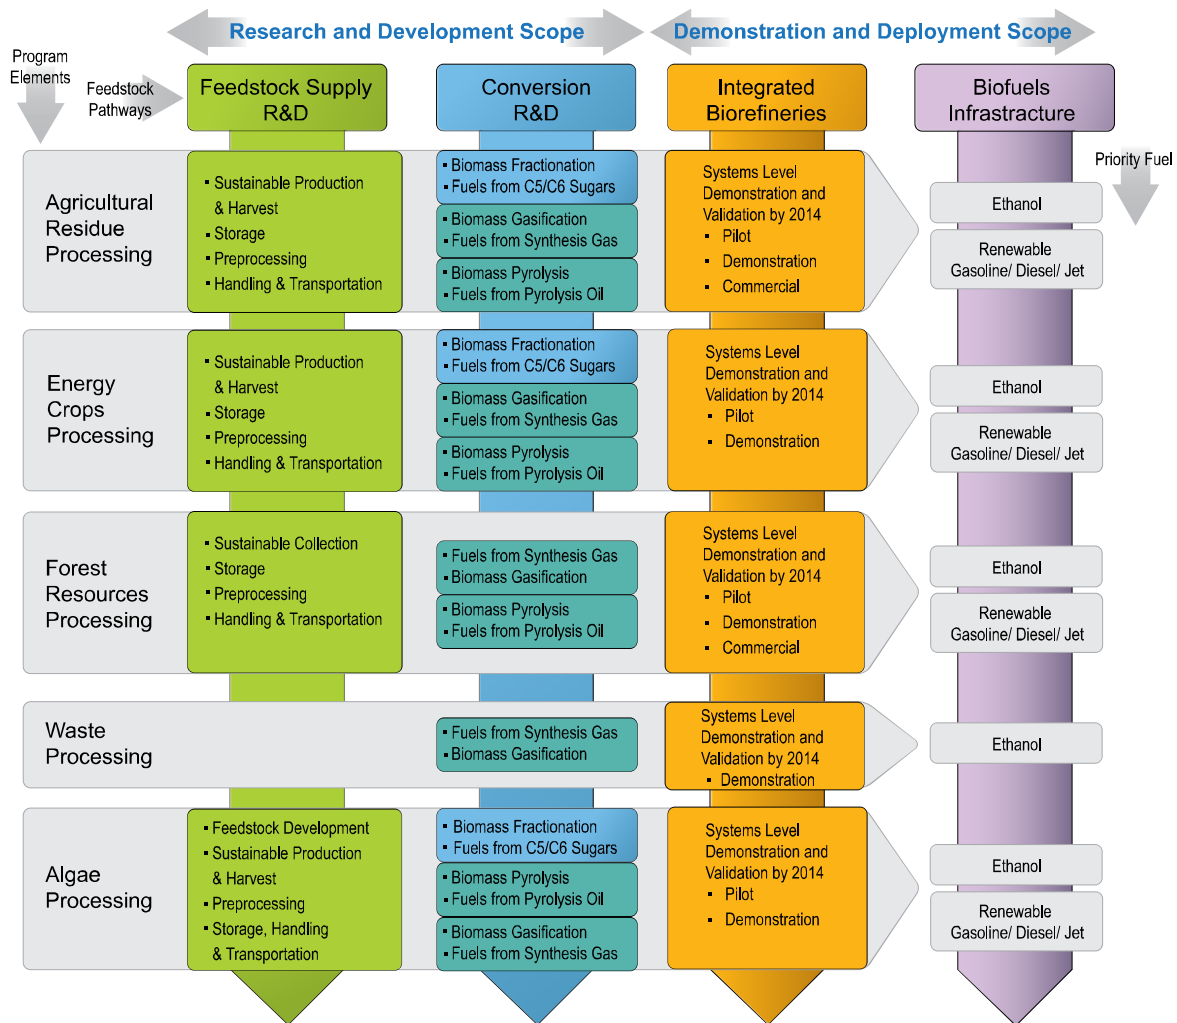 Research and Development Scope
Demonstration and Deployment Scope
Program
Elements
Feedstock
Pathways
Feedstock Supply
R&D
Conversion
R&D
Integrated
Biorefineries
Biofuels
Infrastracture
Priority Fuel
Agricultural
Residue
Processing
▪ Sustainable Production
& Harvest
▪ Storage
▪ Preprocessing
▪ Handling & Transportation
▪ Biomass Fractionation
▪ Fuels from C5/C6 Sugars
▪ Biomass Gasification
▪ Fuels from Synthesis Gas
▪ Biomass Pyrolysis
▪ Fuels from Pyrolysis Oil
Systems Level
Demonstration and
Validation by 2014
▪ Pilot
▪ Demonstration
▪ Commercial
Ethanol
Renewable
Gasoline/ Diesel/ Jet
Energy
Crops
Processing
▪ Sustainable Production
& Harvest
▪ Storage
▪ Preprocessing
▪ Handling & Transportation
▪ Biomass Fractionation
▪ Fuels from C5/C6 Sugars
▪ Biomass Gasification
▪ Fuels from Synthesis Gas
▪ Biomass Pyrolysis
▪ Fuels from Pyrolysis Oil
Systems Level
Demonstration and
Validation by 2014
▪ Pilot
▪ Demonstration
Ethanol
Renewable
Gasoline/ Diesel/ Jet
Forest
Resources
Processing
▪ Sustainable Collection
▪ Storage
▪ Preprocessing
▪ Handling & Transportation
▪ Fuels from Synthesis Gas
▪ Biomass Gasification
▪ Biomass Pyrolysis
▪ Fuels from Pyrolysis Oil
Systems Level
Demonstration and
Validation by 2014
▪ Pilot
▪ Demonstration
▪ Commercial
Ethanol
Renewable
Gasoline/ Diesel/ Jet
Waste
Processing
▪ Fuels from Synthesis Gas
▪ Biomass Gasification
Systems Level
Demonstration and
Validation by 2014
▪ Demonstration
Ethanol
Algae
Processing
▪ Feedstock Development
▪ Sustainable Production
& Harvest
▪ Preprocessing
▪ Storage, Handling
& Transportation
▪ Biomass Fractionation
▪ Fuels from C5/C6 Sugars
▪ Biomass Pyrolysis
▪ Fuels from Pyrolysis Oil
▪ Biomass Gasification
▪ Fuels from Synthesis Gas
Systems Level
Demonstration and
Validation by 2014
▪ Pilot
▪ Demonstration
Ethanol
Renewable
Gasoline/ Diesel/ Jet